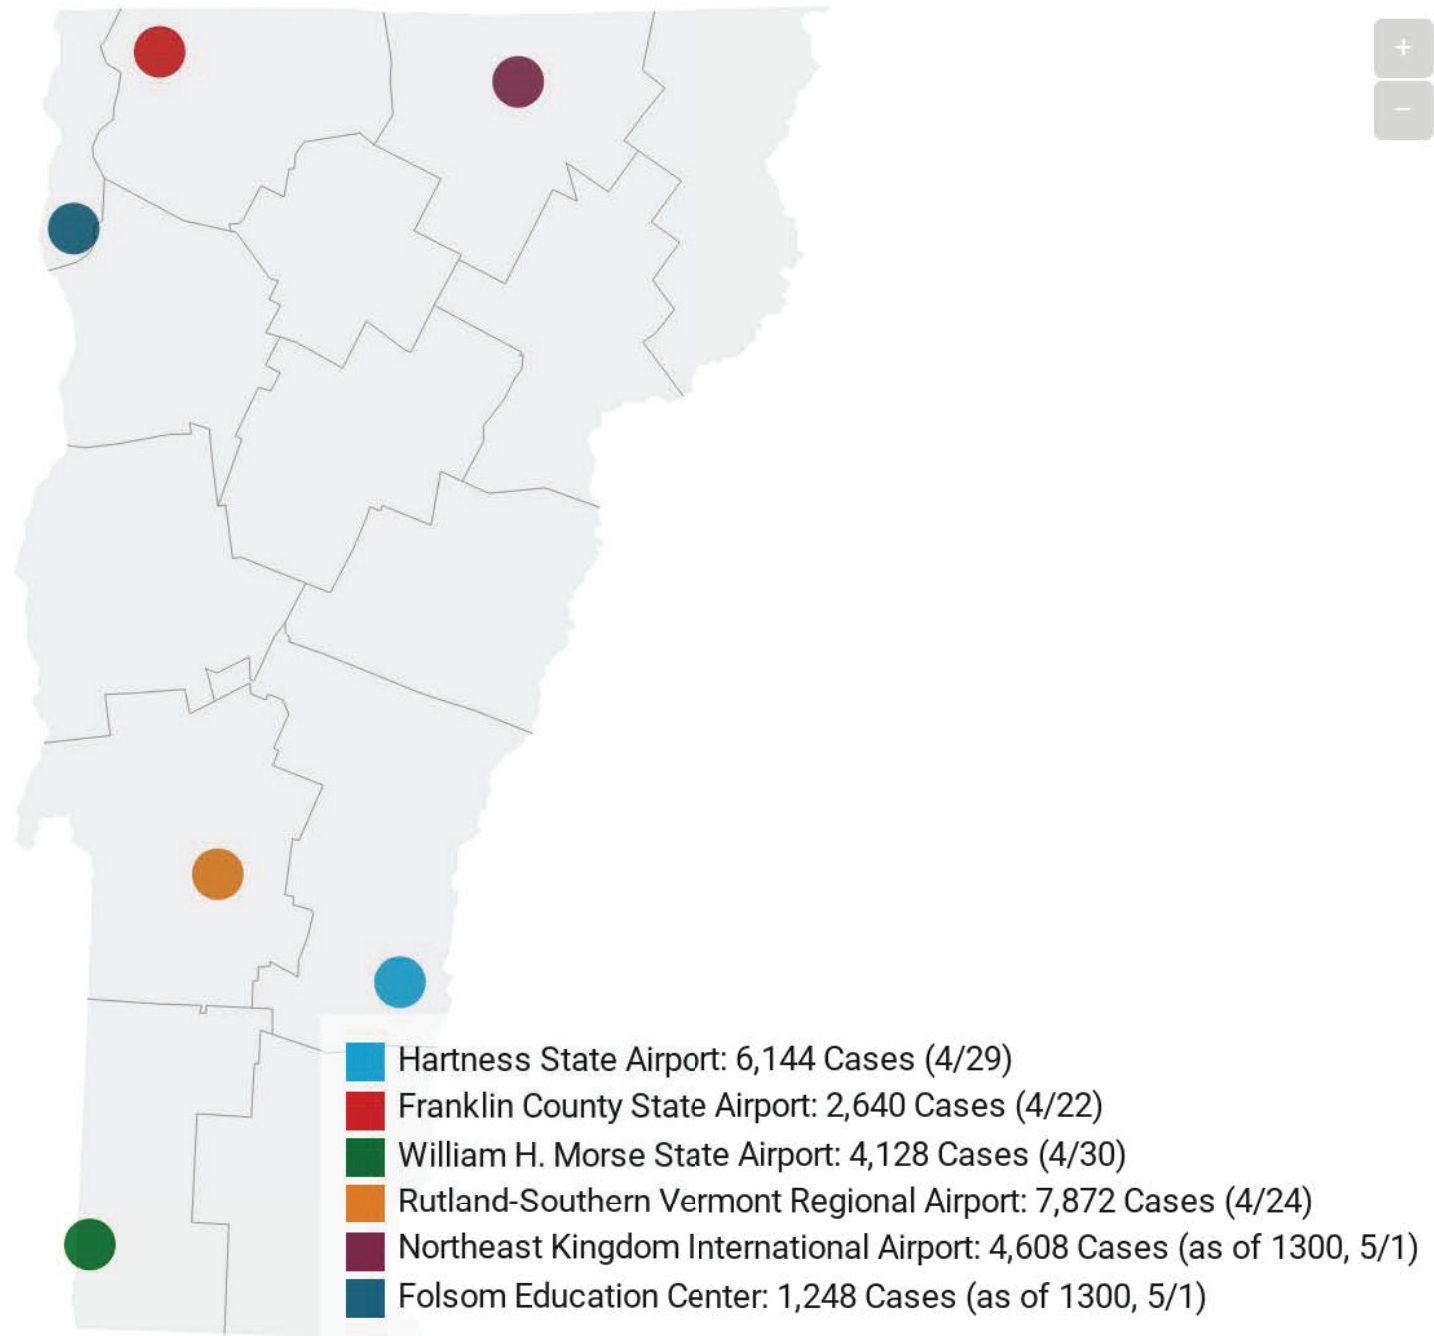 +
−
Hartness State Airport: 6,144 Cases (4/29)
Franklin County State Airport: 2,640 Cases (4/22)
William H. Morse State Airport: 4,128 Cases (4/30)
Rutland-Southern Vermont Regional Airport: 7,872 Cases (4/24)
Northeast Kingdom International Airport: 4,608 Cases (as of 1300, 5/1)
Folsom Education Center: 1,248 Cases (as of 1300, 5/1)